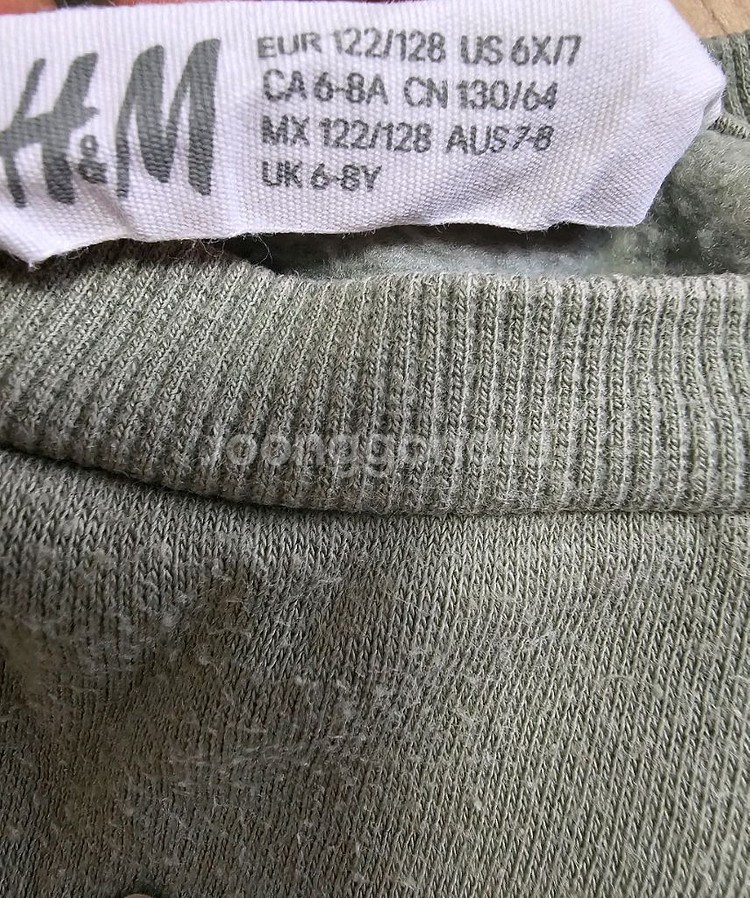 H&M
EUR 122/128 US 6X/7
CA 6-8A CN 130/64
MX 122/128 AUS 7-8
UK 6-8Y
Joonggonara